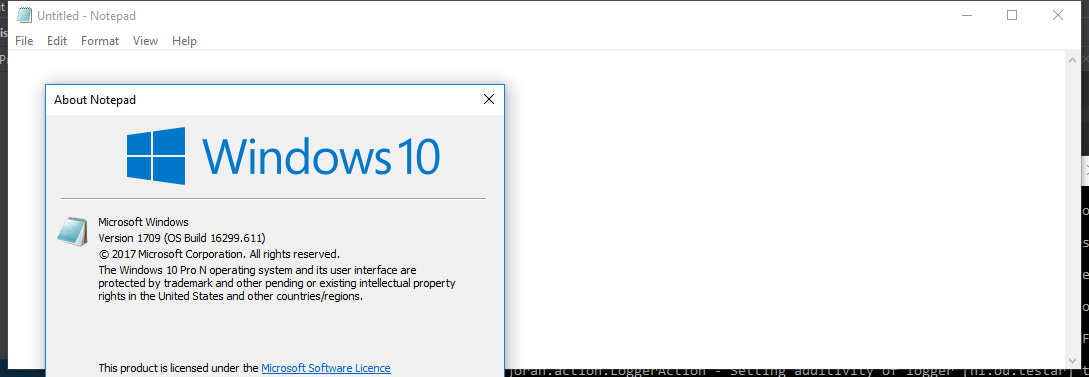 Untitled - Notepad
File Edit Format View Help
About Notepad
Windows 10
Microsoft Windows
Version 1709 (OS Build 16299.611)
© 2017 Microsoft Corporation. All rights reserved.
The Windows 10 Pro N operating system and its user interface are
protected by trademark and other pending or existing intellectual property
rights in the United States and other countries/regions.
This product is licensed under the Microsoft Software Licence
joran.action.LoggerAction - Setting additivity of logger [nl.ou.testar]